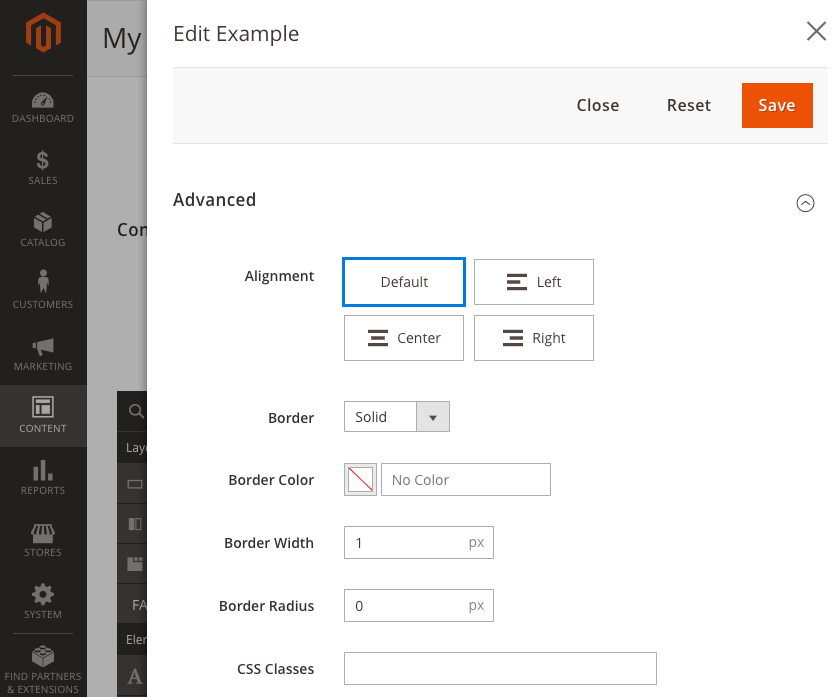 My
Edit Example
Close
Reset
Save
DASHBOARD
SALES
CATALOG
CUSTOMERS
MARKETING
CONTENT
REPORTS
STORES
SYSTEM
FIND PARTNERS
& EXTENSIONS
Con
Laye
FA
Elem
Advanced
Alignment
Default
Left
Center
Right
Border
Solid
Border Color
No Color
Border Width
1
px
Border Radius
0
px
CSS Classes